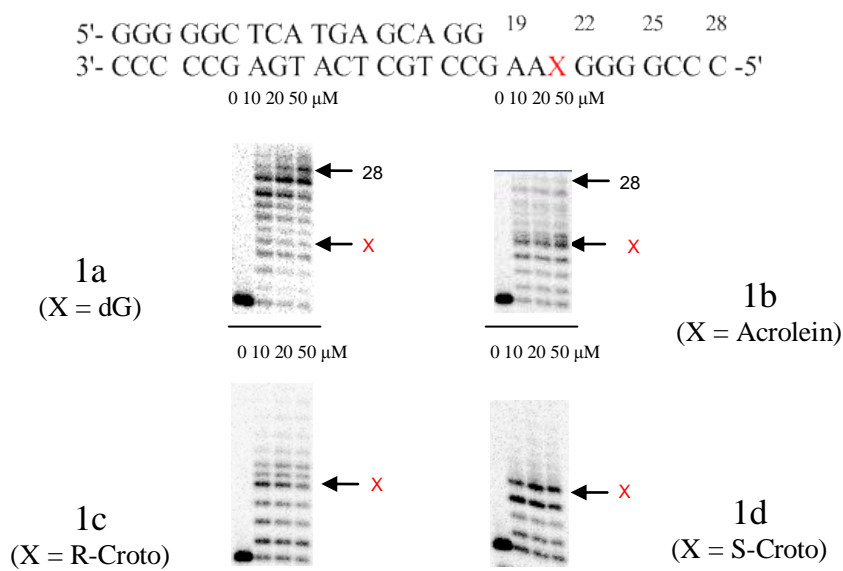 5'- GGG GGC TCA TGA GCA GG 19 22 25 28
3'- CCC CCG AGT ACT CGT CCG AAX GGG GCC C -5'
0 10 20 50 μM 0 10 20 50 μM
28 28
X X
1a 1b
(X = dG) (X = Acrolein)
0 10 20 50 μM 0 10 20 50 μM
X X
1c 1d
(X = R-Croto) (X = S-Croto)